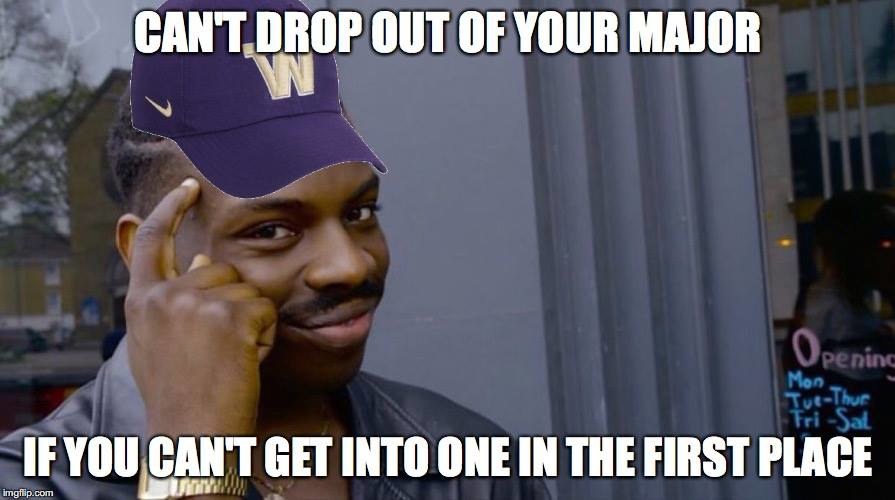 CAN'T DROP OUT OF YOUR MAJOR
W
Opening
Mon
Tue-Thur
Fri-Sat
IF YOU CAN'T GET INTO ONE IN THE FIRST PLACE
imgflip.com